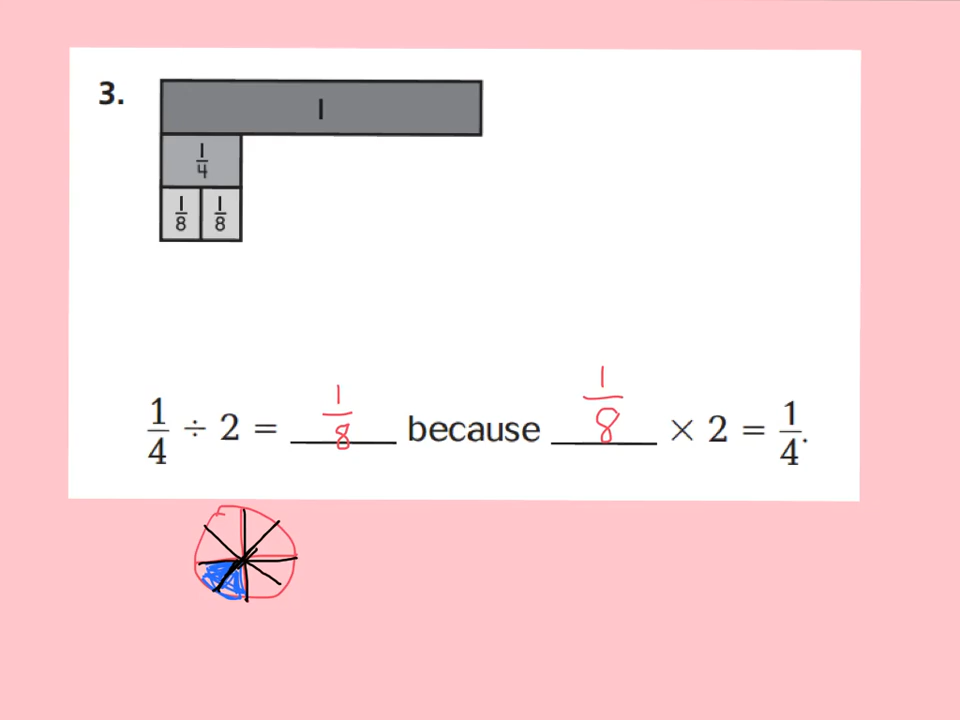 3.
1
1/4
1/8 1/8
1/4 ÷ 2 = 1/8 because 1/8 × 2 = 1/4.